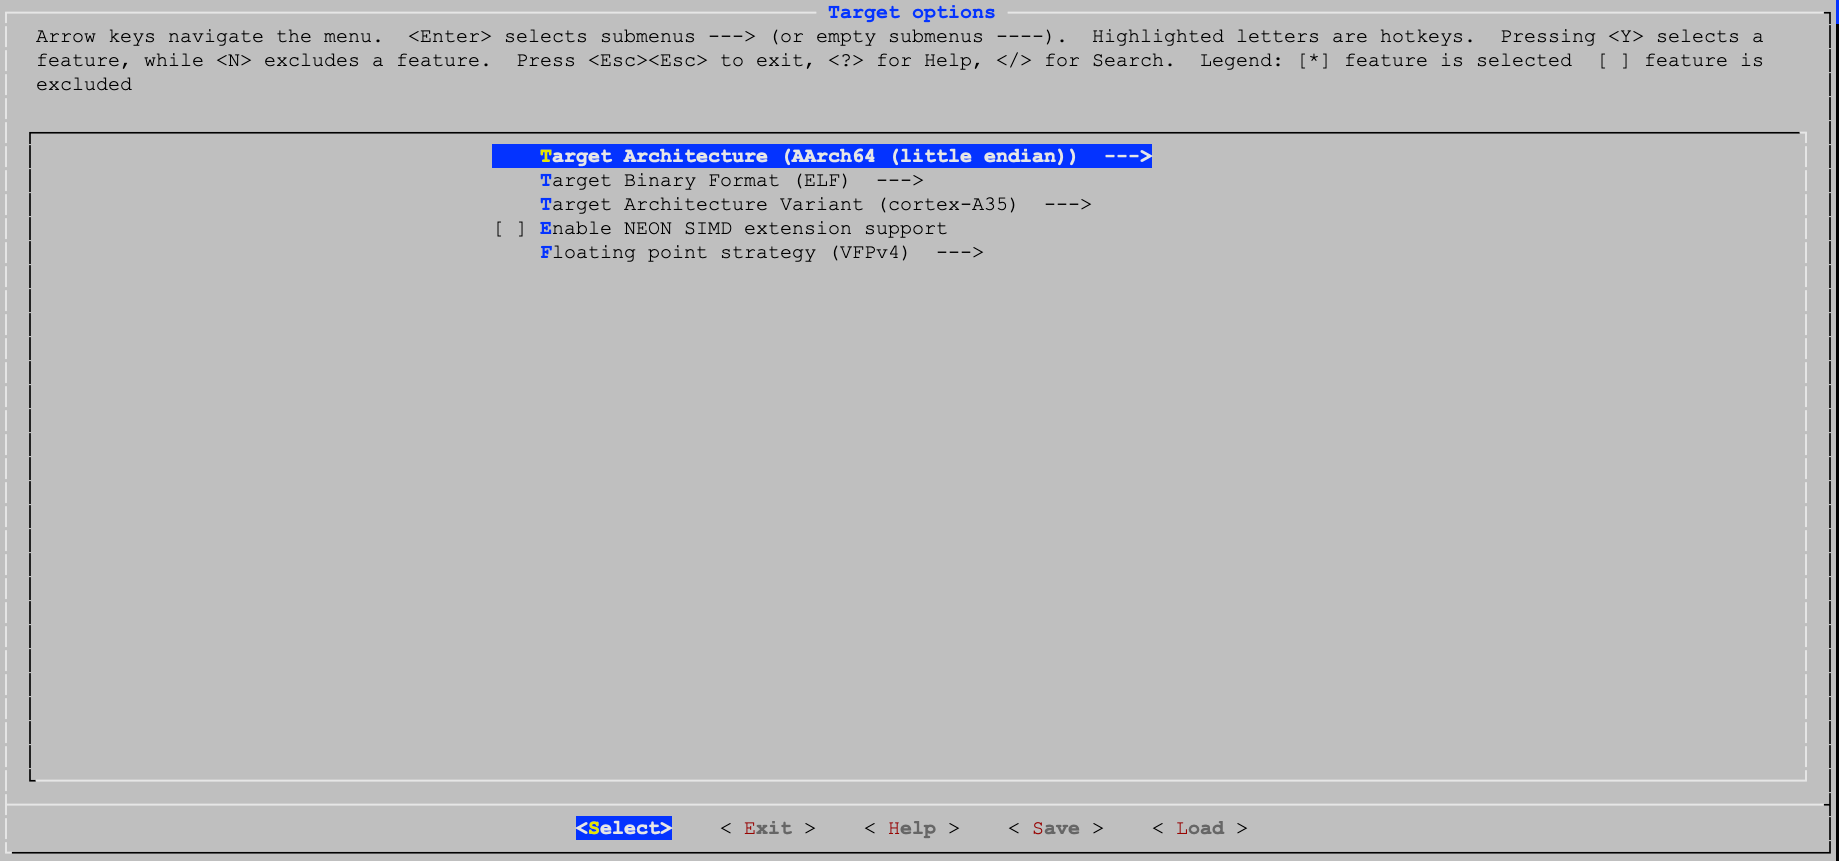 Target options
Arrow keys navigate the menu.  <Enter> selects submenus ---> (or empty submenus ----).  Highlighted letters are hotkeys.  Pressing <Y> selects a
feature, while <N> excludes a feature.  Press <Esc><Esc> to exit, <?> for Help, </> for Search.  Legend: [*] feature is selected  [ ] feature is
excluded
Target Architecture (AArch64 (little endian))  --->
Target Binary Format (ELF)  --->
Target Architecture Variant (cortex-A35)  --->
[ ] Enable NEON SIMD extension support
Floating point strategy (VFPv4)  --->
<Select>    < Exit >    < Help >    < Save >    < Load >